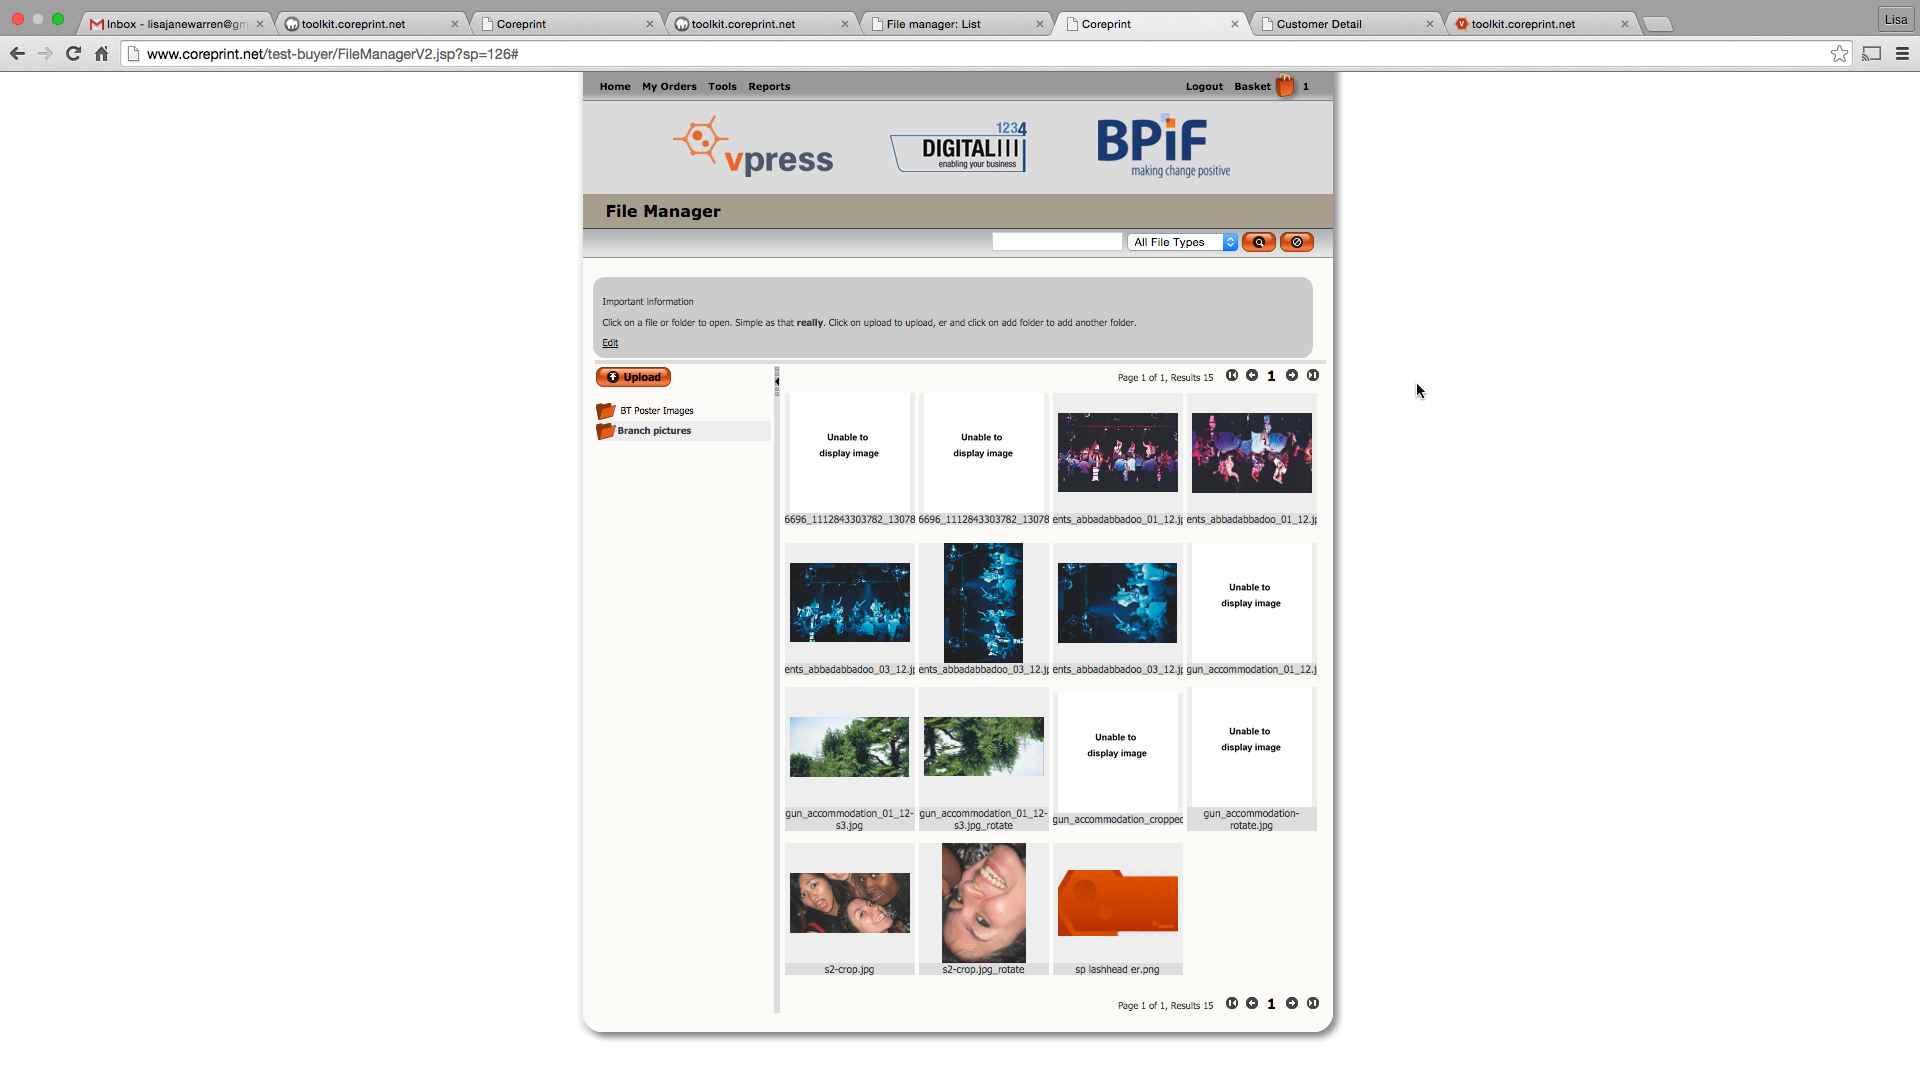 Inbox - lisajanewarren@gm
toolkit.coreprint.net
Coreprint
toolkit.coreprint.net
File manager: List
Coreprint
Customer Detail
toolkit.coreprint.net
Lisa
www.coreprint.net/test-buyer/FileManagerV2.jsp?sp=126#
Home My Orders Tools Reports
Logout Basket 1
vpress
1234
DIGITAL
enabling your business
BPiF
making change positive
File Manager
All File Types
Important information
Click on a file or folder to open. Simple as that really. Click on upload to upload, er and click on add folder to add another folder.
Edit
Upload
Page 1 of 1, Results 15 1
BT Poster Images
Branch pictures
Unable to
display image
Unable to
display image
6696_1112843303782_13078
6696_1112843303782_13078
ents_abbadabbadoo_01_12.jp
ents_abbadabbadoo_01_12.jp
Unable to
display image
ents_abbadabbadoo_03_12.jp
ents_abbadabbadoo_03_12.jp
ents_abbadabbadoo_03_12.jp
gun_accommodation_01_12.j
Unable to
display image
Unable to
display image
gun_accommodation_01_12-
s3.jpg
gun_accommodation_01_12-
s3.jpg_rotate
gun_accommodation_cropped
gun_accommodation-
rotate.jpg
s2-crop.jpg
s2-crop.jpg_rotate
sp lashhead er.png
Page 1 of 1, Results 15 1